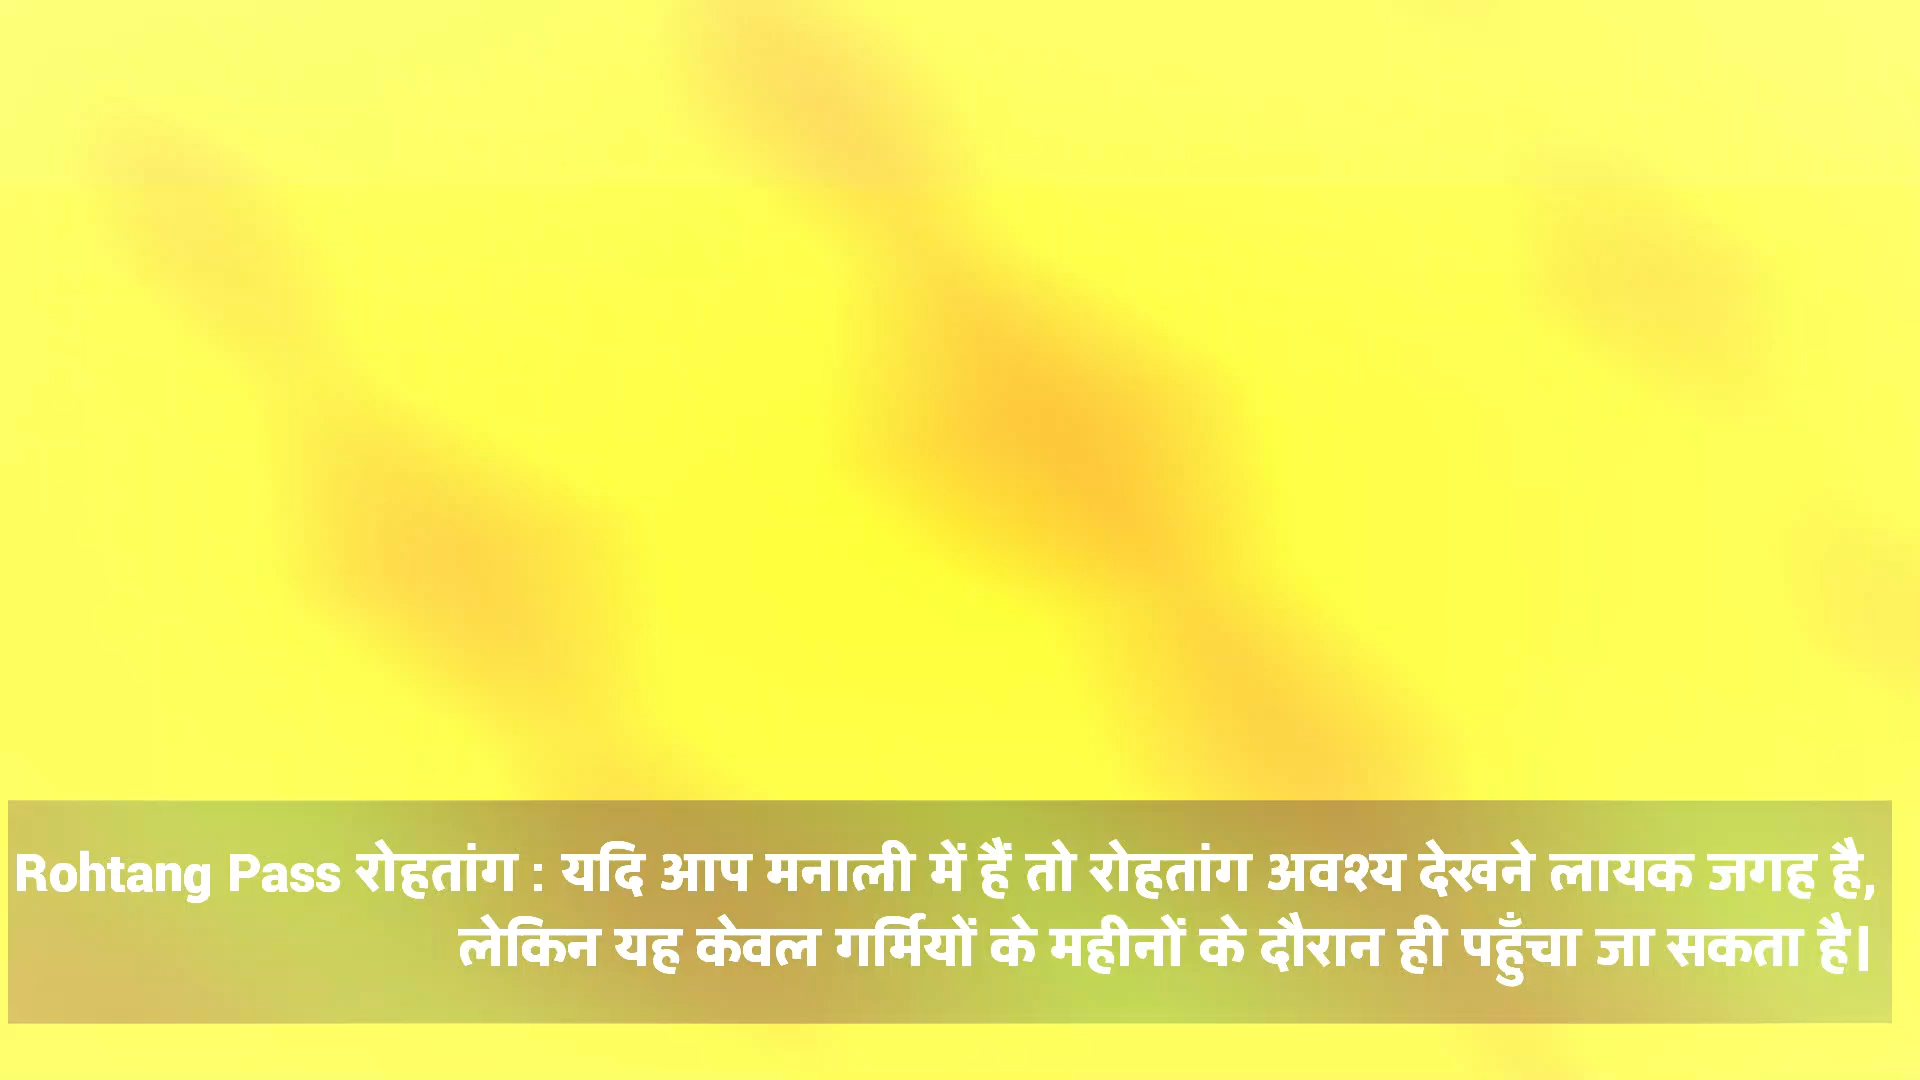 Rohtang Pass रोहतांग : यदि आप मनाली में हैं तो रोहतांग अवश्य देखने लायक जगह है,
लेकिन यह केवल गर्मियों के महीनों के दौरान ही पहुँचा जा सकता है।